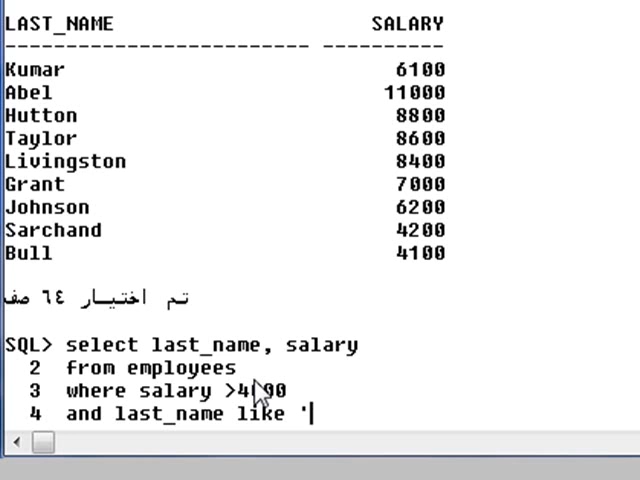 LAST_NAME SALARY
------------------------- ----------
Kumar 6100
Abel 11000
Hutton 8800
Taylor 8600
Livingston 8400
Grant 7000
Johnson 6200
Sarchand 4200
Bull 4100
تم اختيار ٦٤ صف
SQL> select last_name, salary
2 from employees
3 where salary >4000
4 and last_name like '